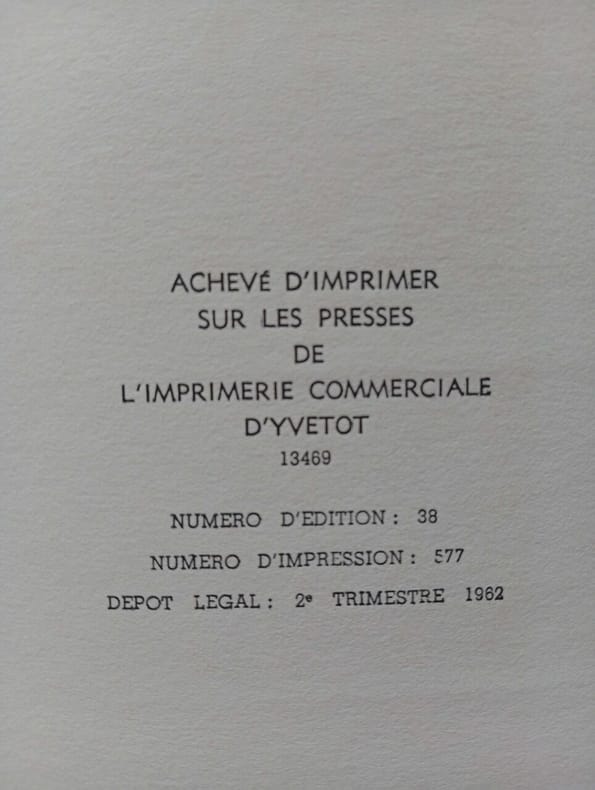 ACHEVÉ D'IMPRIMER
SUR LES PRESSES
DE
L'IMPRIMERIE COMMERCIALE
D'YVETOT
13469
NUMERO D'EDITION : 38
NUMERO D'IMPRESSION : 577
DEPOT LEGAL : 2e TRIMESTRE 1962